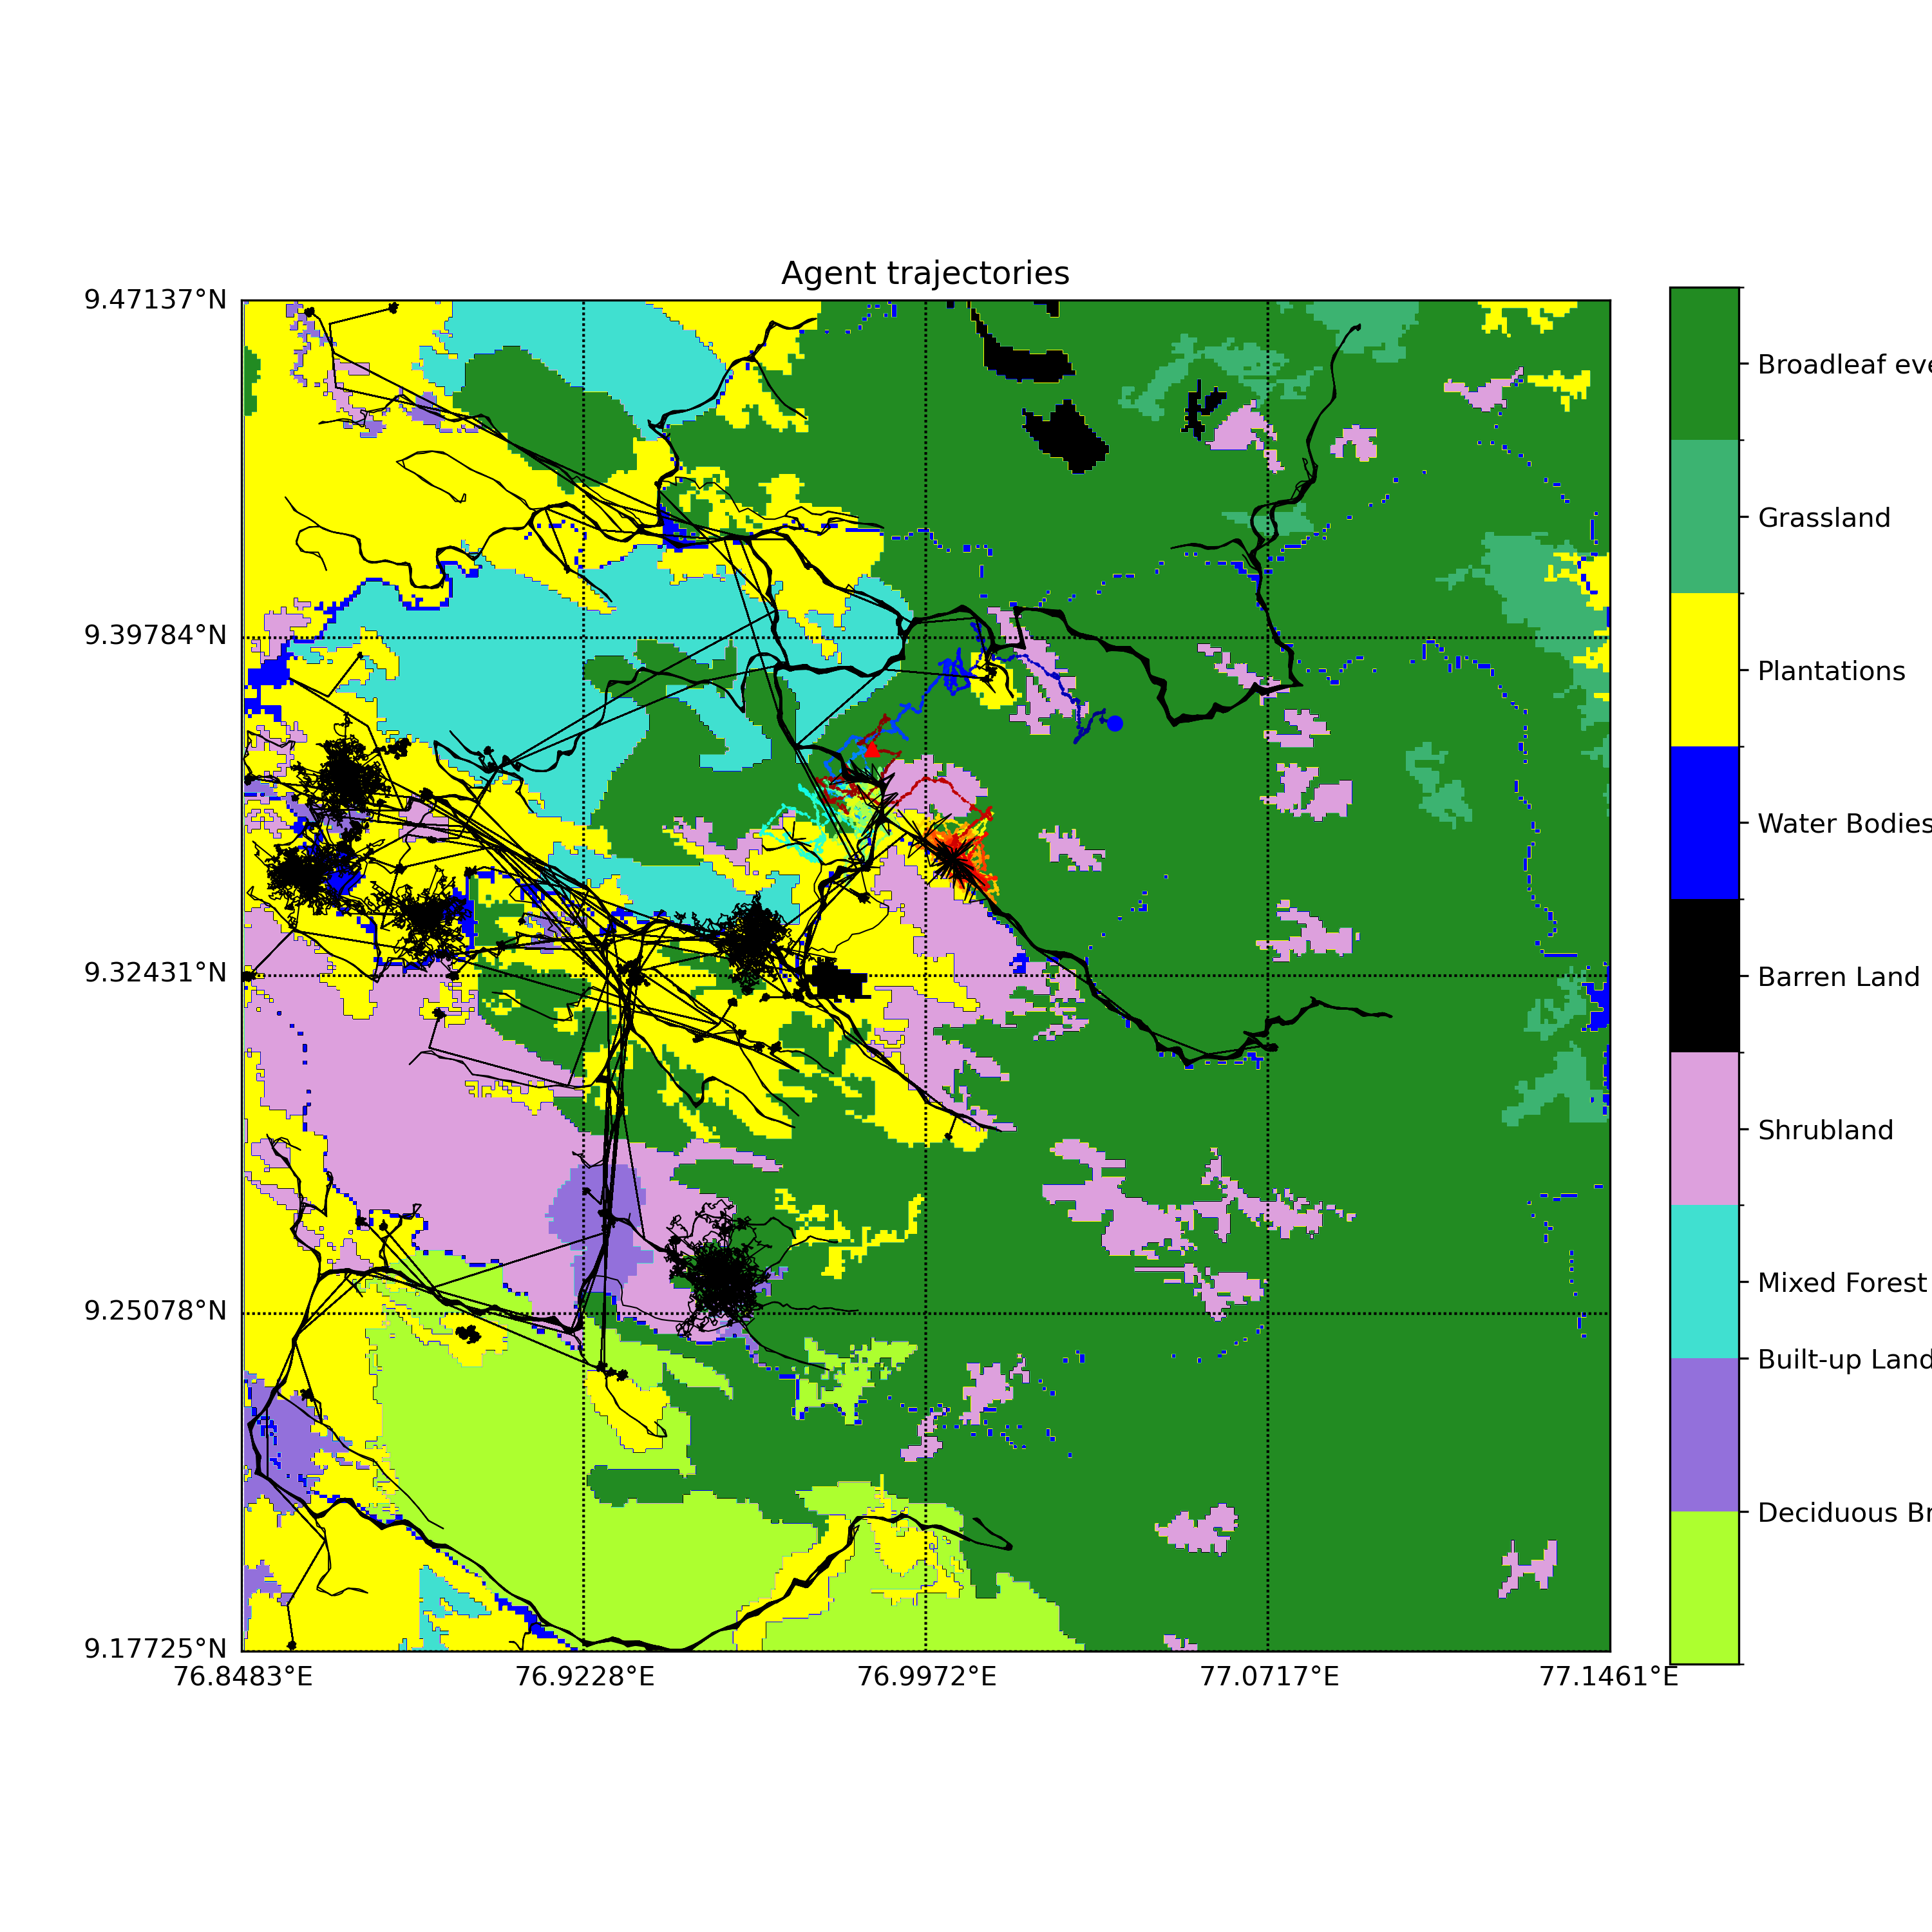 Agent trajectories
9.47137°N
9.39784°N
9.32431°N
9.25078°N
9.17725°N
76.8483°E
76.9228°E
76.9972°E
77.0717°E
77.1461°E
Broadleaf eve
Grassland
Plantations
Water Bodies
Barren Land
Shrubland
Mixed Forest
Built-up Land
Deciduous Br